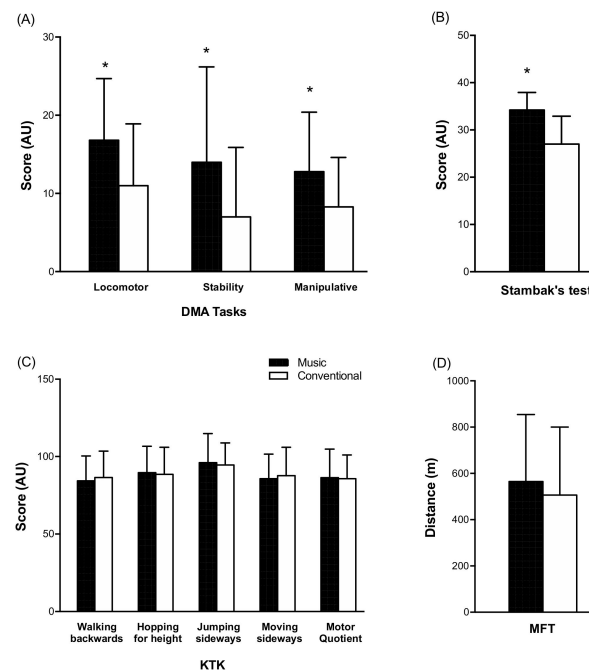 (A)
30
20
10
0
Score (AU)
*
*
*
Locomotor
Stability
Manipulative
DMA Tasks
(B)
50
40
30
20
10
0
Score (AU)
*
Stambak's test
(C)
Music
Conventional
150
100
50
0
Score (AU)
Walking
backwards
Hopping
for height
Jumping
sideways
Moving
sideways
Motor
Quotient
KTK
(D)
1000
800
600
400
200
0
Distance (m)
MFT